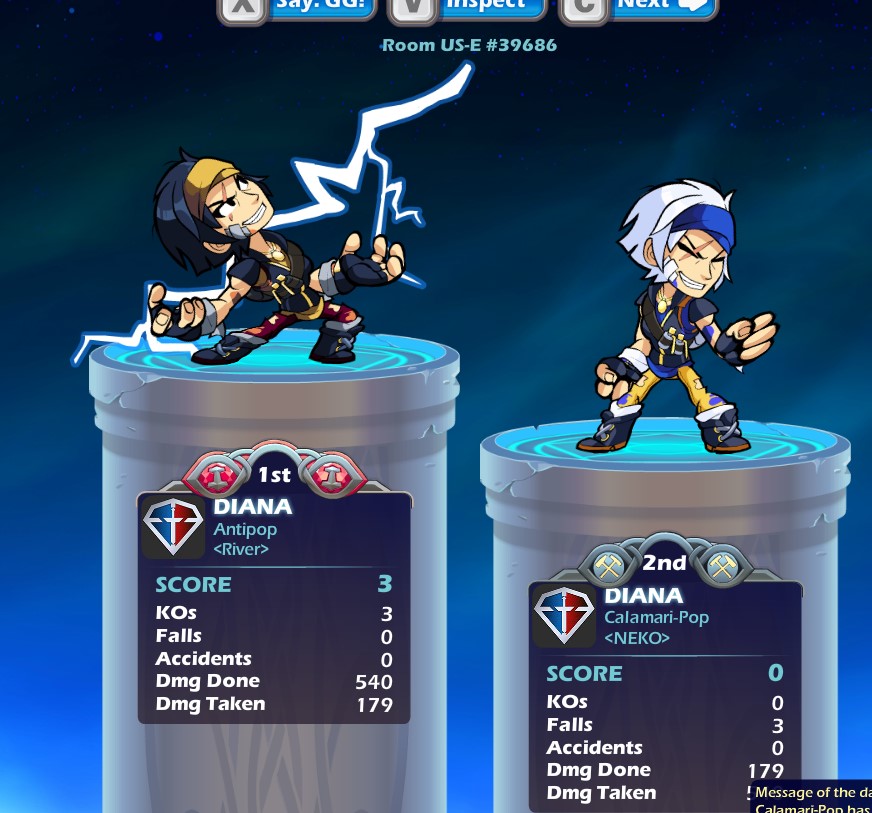 X Say: GG! V Inspect C Next
Room US-E #39686
1st
DIANA
Antipop
<River>
SCORE 3
KOs 3
Falls 0
Accidents 0
Dmg Done 540
Dmg Taken 179
2nd
DIANA
Calamari-Pop
<NEKO>
SCORE 0
KOs 0
Falls 3
Accidents 0
Dmg Done 179
Dmg Taken
Message of the
Calamari-Pop has